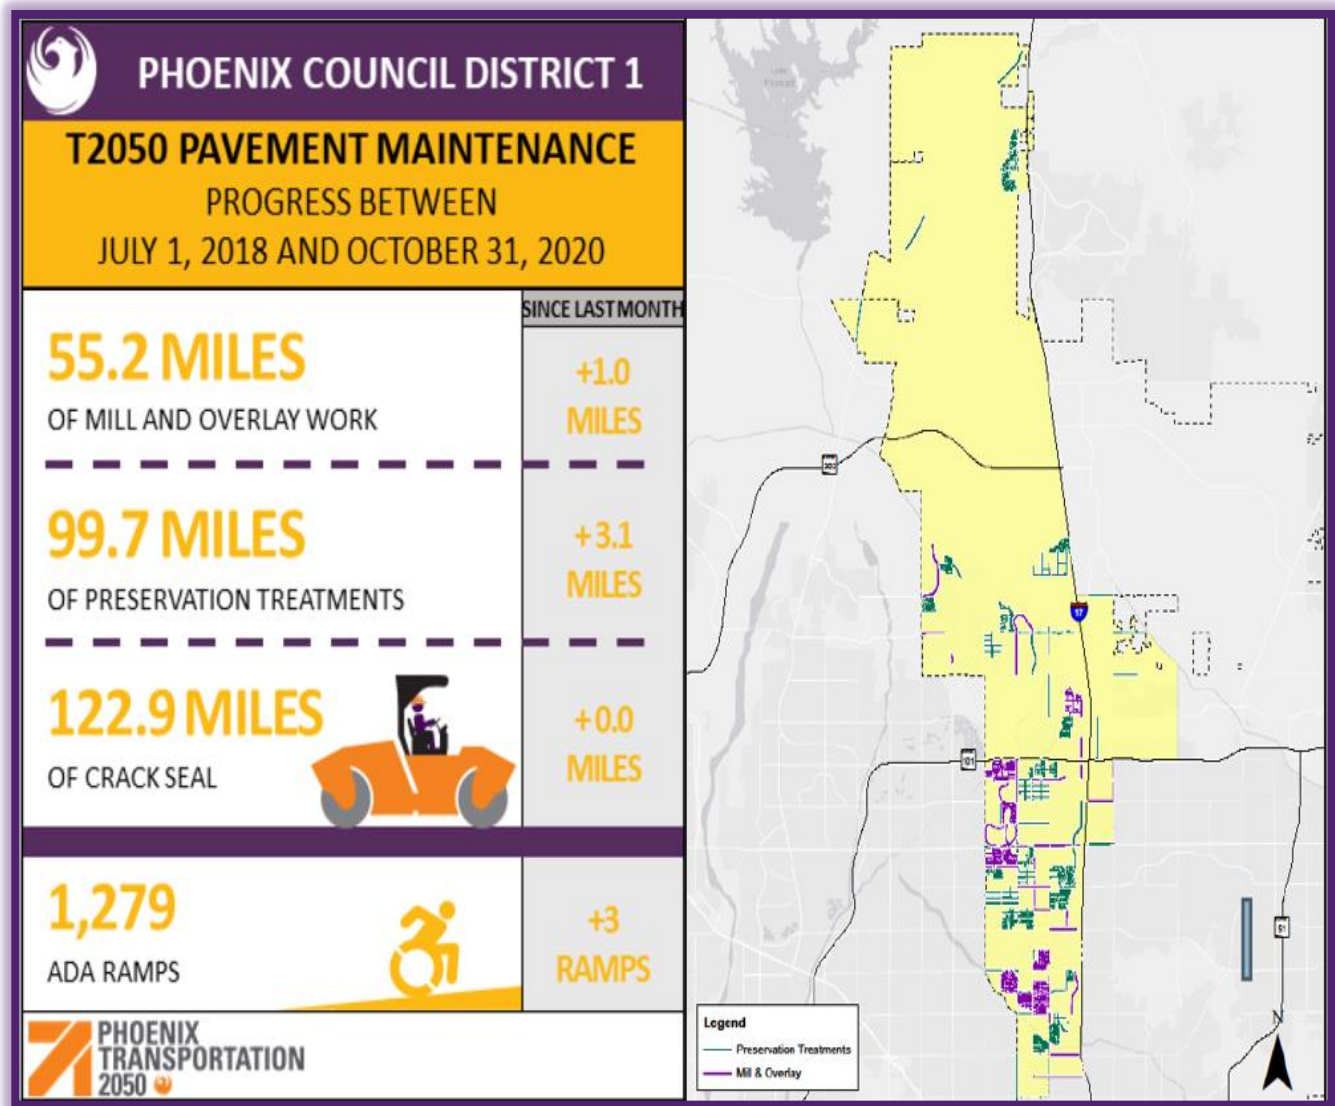 PHOENIX COUNCIL DISTRICT 1
T2050 PAVEMENT MAINTENANCE
PROGRESS BETWEEN
JULY 1, 2018 AND OCTOBER 31, 2020
SINCE LAST MONTH
55.2 MILES
OF MILL AND OVERLAY WORK
+1.0
MILES
99.7 MILES
OF PRESERVATION TREATMENTS
+3.1
MILES
122.9 MILES
OF CRACK SEAL
+0.0
MILES
1,279
ADA RAMPS
+3
RAMPS
PHOENIX
TRANSPORTATION
2050
303
17
101
51
N
Legend
Preservation Treatments
Mill & Overlay